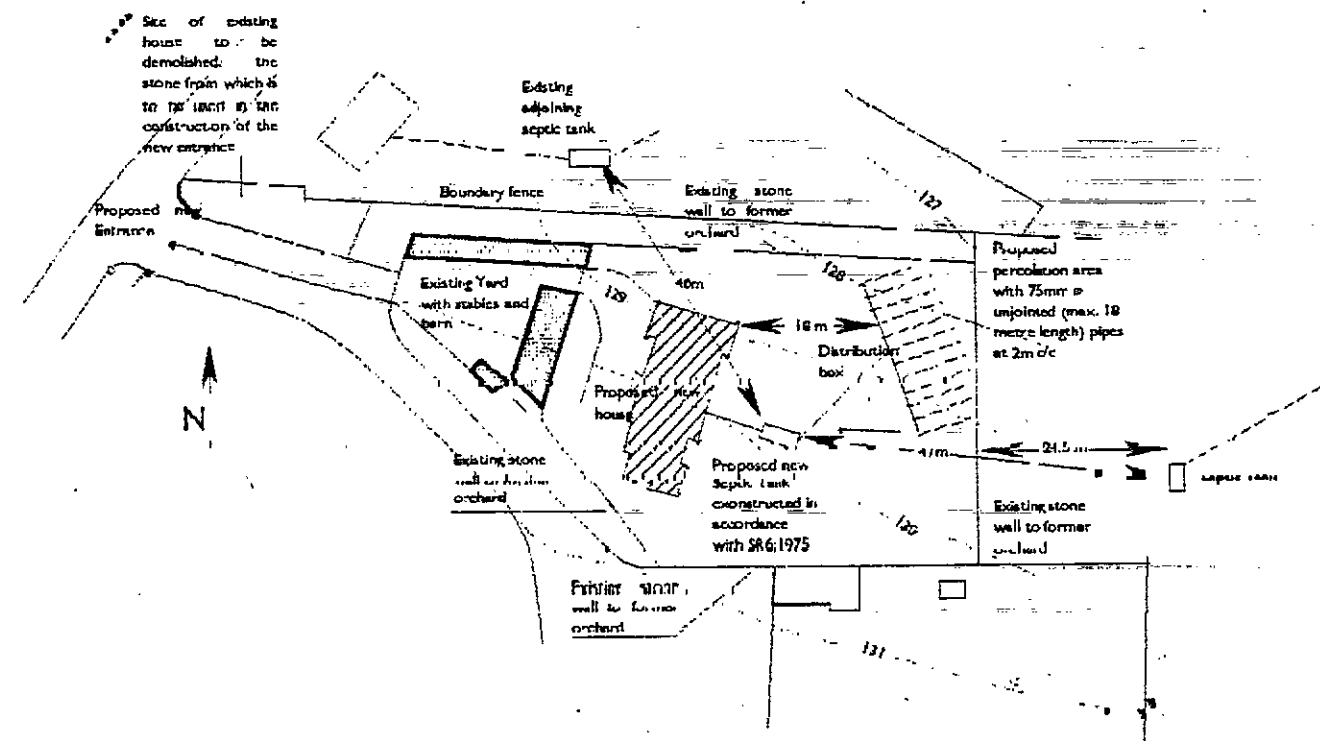 Site of existing
house to be
demolished; the
stone from which is
to be used in the
construction of the
new entrance
Existing
adjoining
septic tank
Boundary fence
Existing stone
wall to former
orchard
127
Proposed new
Entrance
128
Proposed
percolation area
with 75mm ø
unjointed (max. 18
metre length) pipes
at 2m c/c
Existing Yard
with stables and
barn
129
40m
18m
Distribution
box
N
Proposed new
house
Existing stone
wall to former
orchard
Proposed new
Septic Tank
exonstructed in
accordance
with SR6;1975
24.5m
septic tank
Existing stone
wall to former
orchard
Existing stone
wall to former
orchard
131